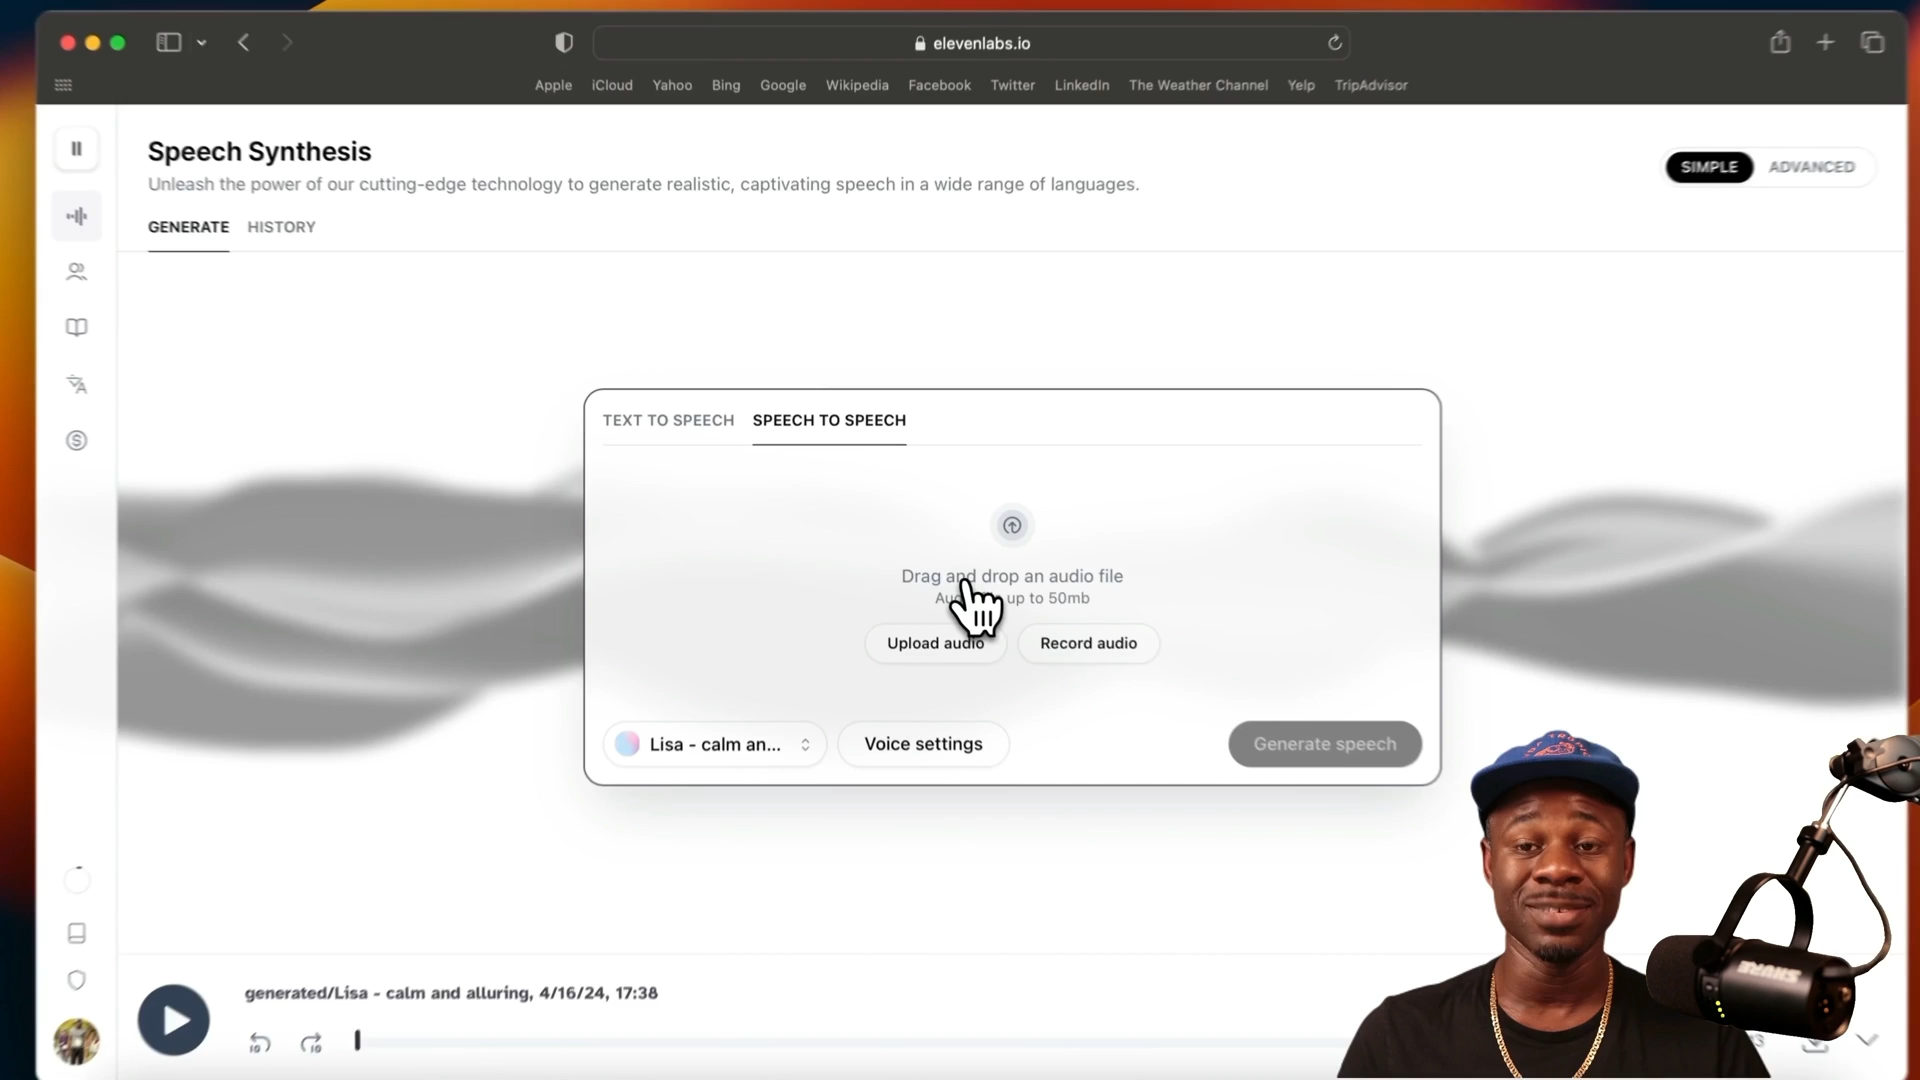 elevenlabs.io
Apple iCloud Yahoo Bing Google Wikipedia Facebook Twitter LinkedIn The Weather Channel Yelp TripAdvisor
Speech Synthesis
Unleash the power of our cutting-edge technology to generate realistic, captivating speech in a wide range of languages.
SIMPLE ADVANCED
GENERATE HISTORY
TEXT TO SPEECH SPEECH TO SPEECH
Drag and drop an audio file
up to 50mb
Upload audio Record audio
Lisa - calm an... Voice settings Generate speech
generated/Lisa - calm and alluring, 4/16/24, 17:38
10 10
SHURE